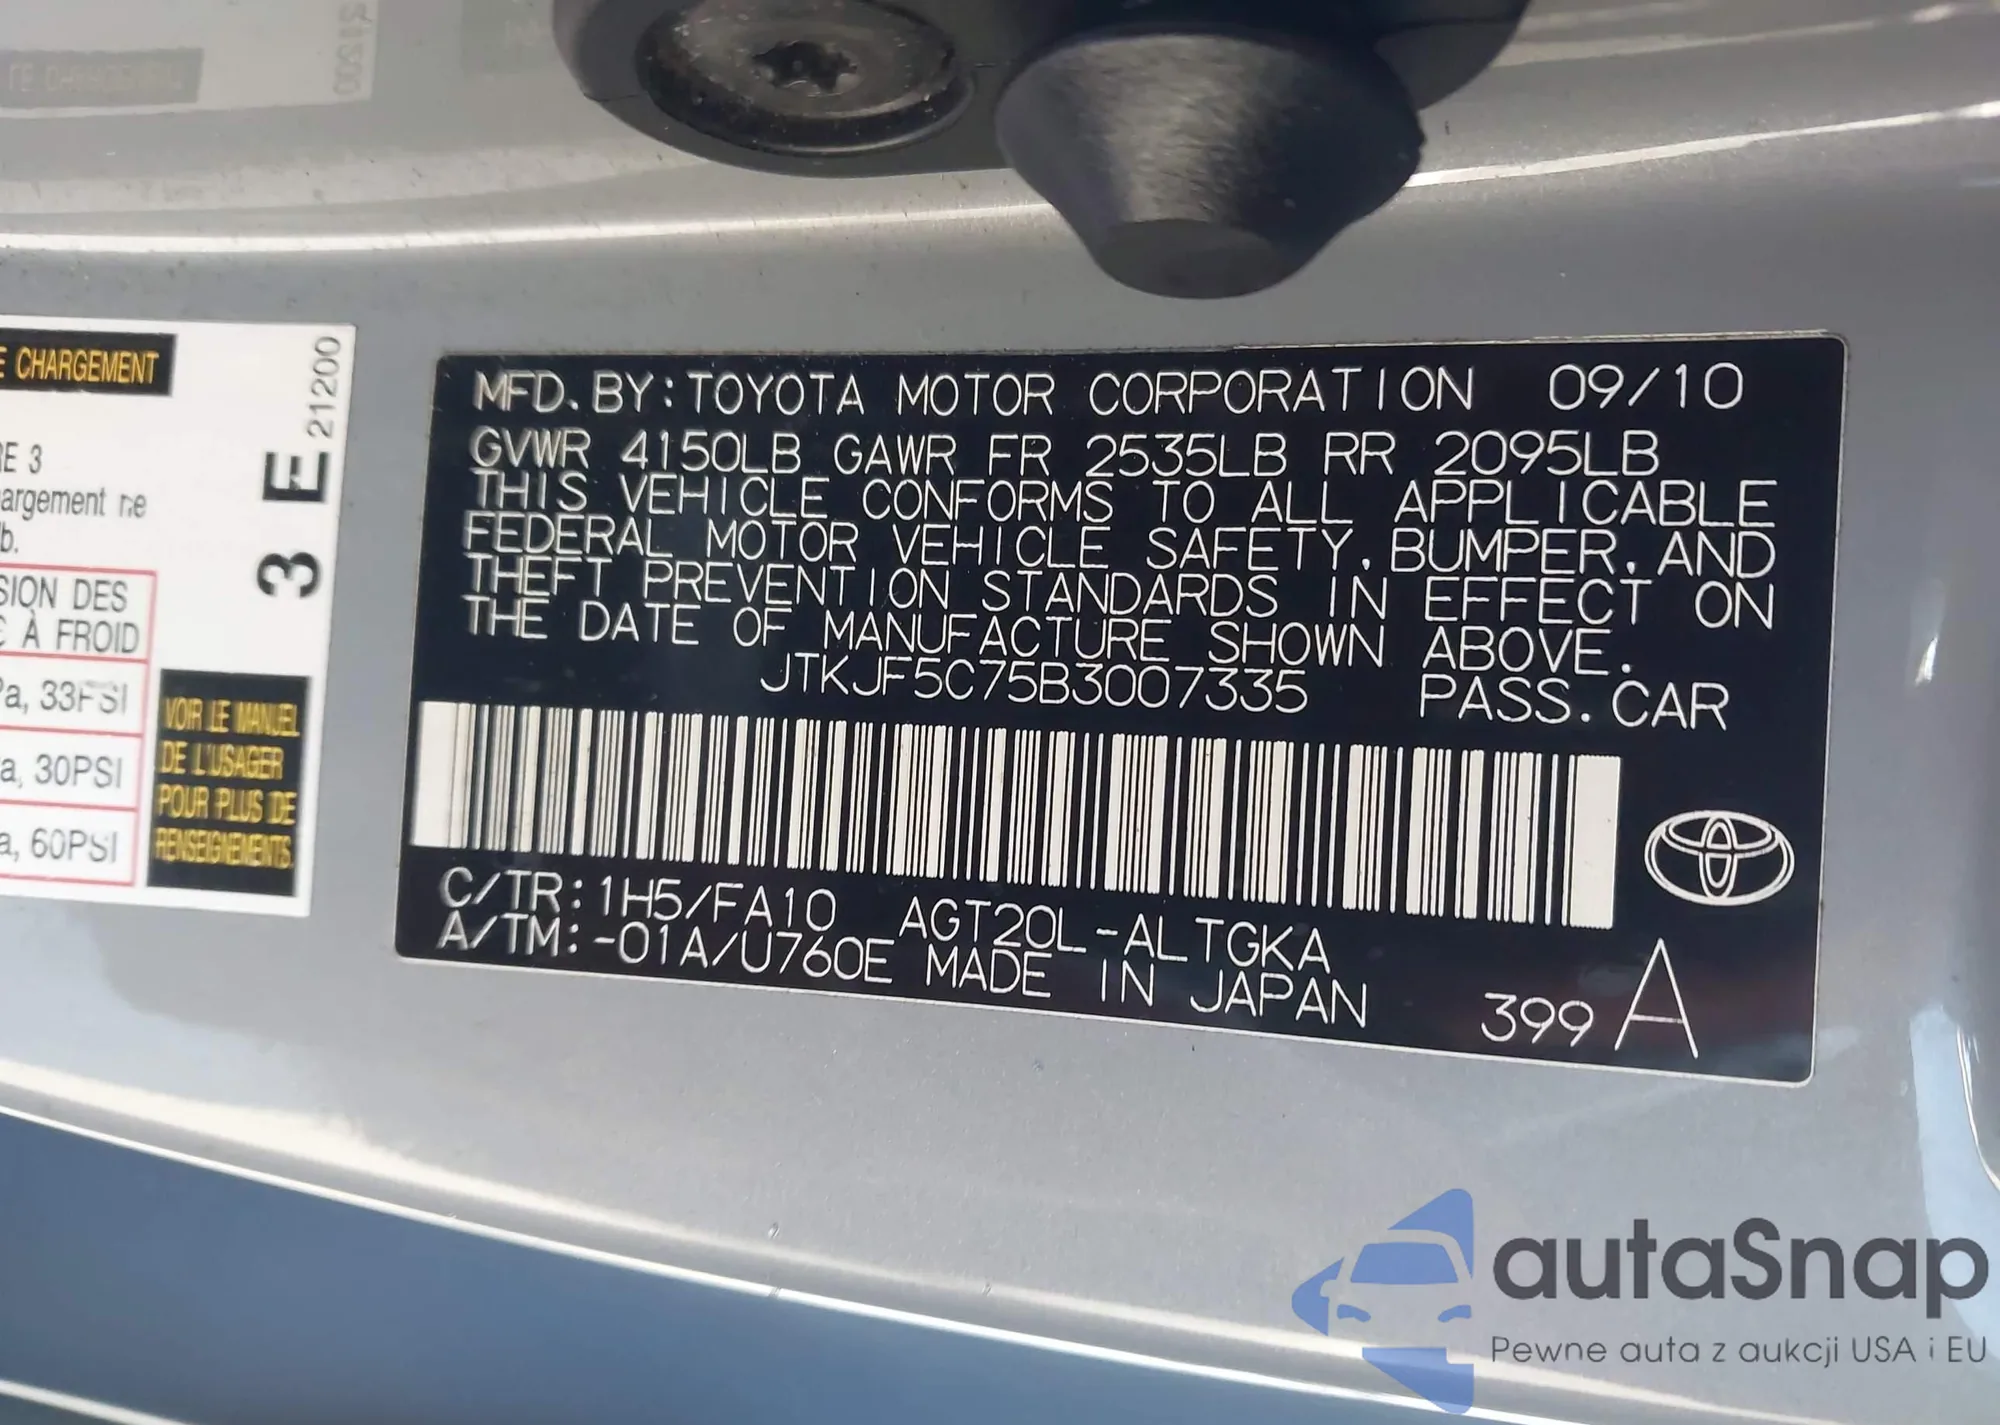 21200
E CHARGEMENT
21200
3 E
RE 3
argement ne
b.
SION DES
À FROID
Pa, 33PSI
a, 30PSI
a, 60PSI
VOIR LE MANUEL
DE L'USAGER
POUR PLUS DE
RENSEIGNEMENTS.
MFD. BY: TOYOTA MOTOR CORPORATION 09/10
GVWR 4150LB GAWR FR 2535LB RR 2095LB
THIS VEHICLE CONFORMS TO ALL APPLICABLE
FEDERAL MOTOR VEHICLE SAFETY, BUMPER, AND
THEFT PREVENTION STANDARDS IN EFFECT ON
THE DATE OF MANUFACTURE SHOWN ABOVE.
JTKJF5C75B3007335 PASS. CAR
C/TR: 1H5/FA10 AGT20L-ALTGKA
A/TM: -01A/U760E MADE IN JAPAN
399 A
autaSnap
Pewne auta z aukcji USA i EU